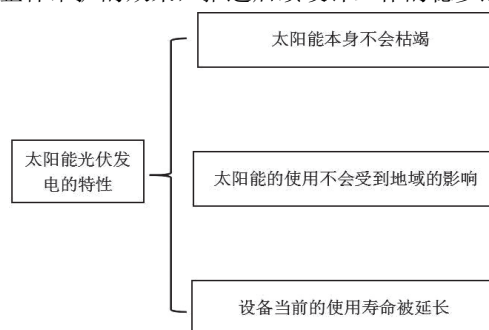 太阳能本身不会枯竭
太阳能光伏发
电的特性
太阳能的使用不会受到地域的影响
设备当前的使用寿命被延长